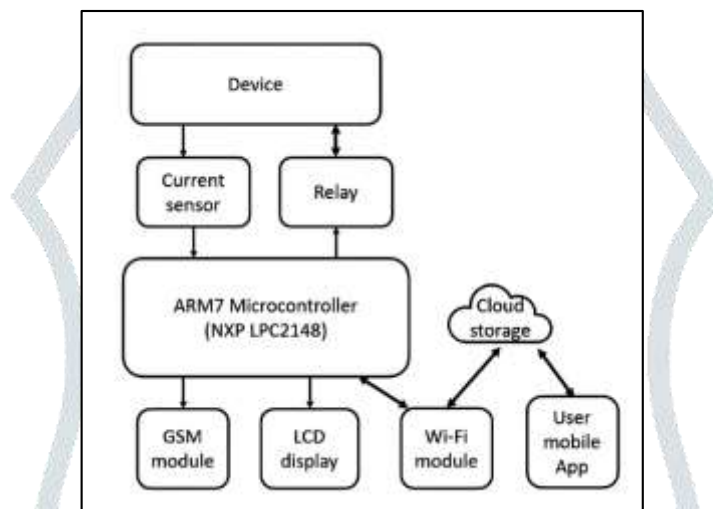 Device
Current
sensor
Relay
ARM7 Microcontroller
(NXP LPC2148)
Cloud
storage
GSM
module
LCD
display
Wi-Fi
module
User
mobile
App